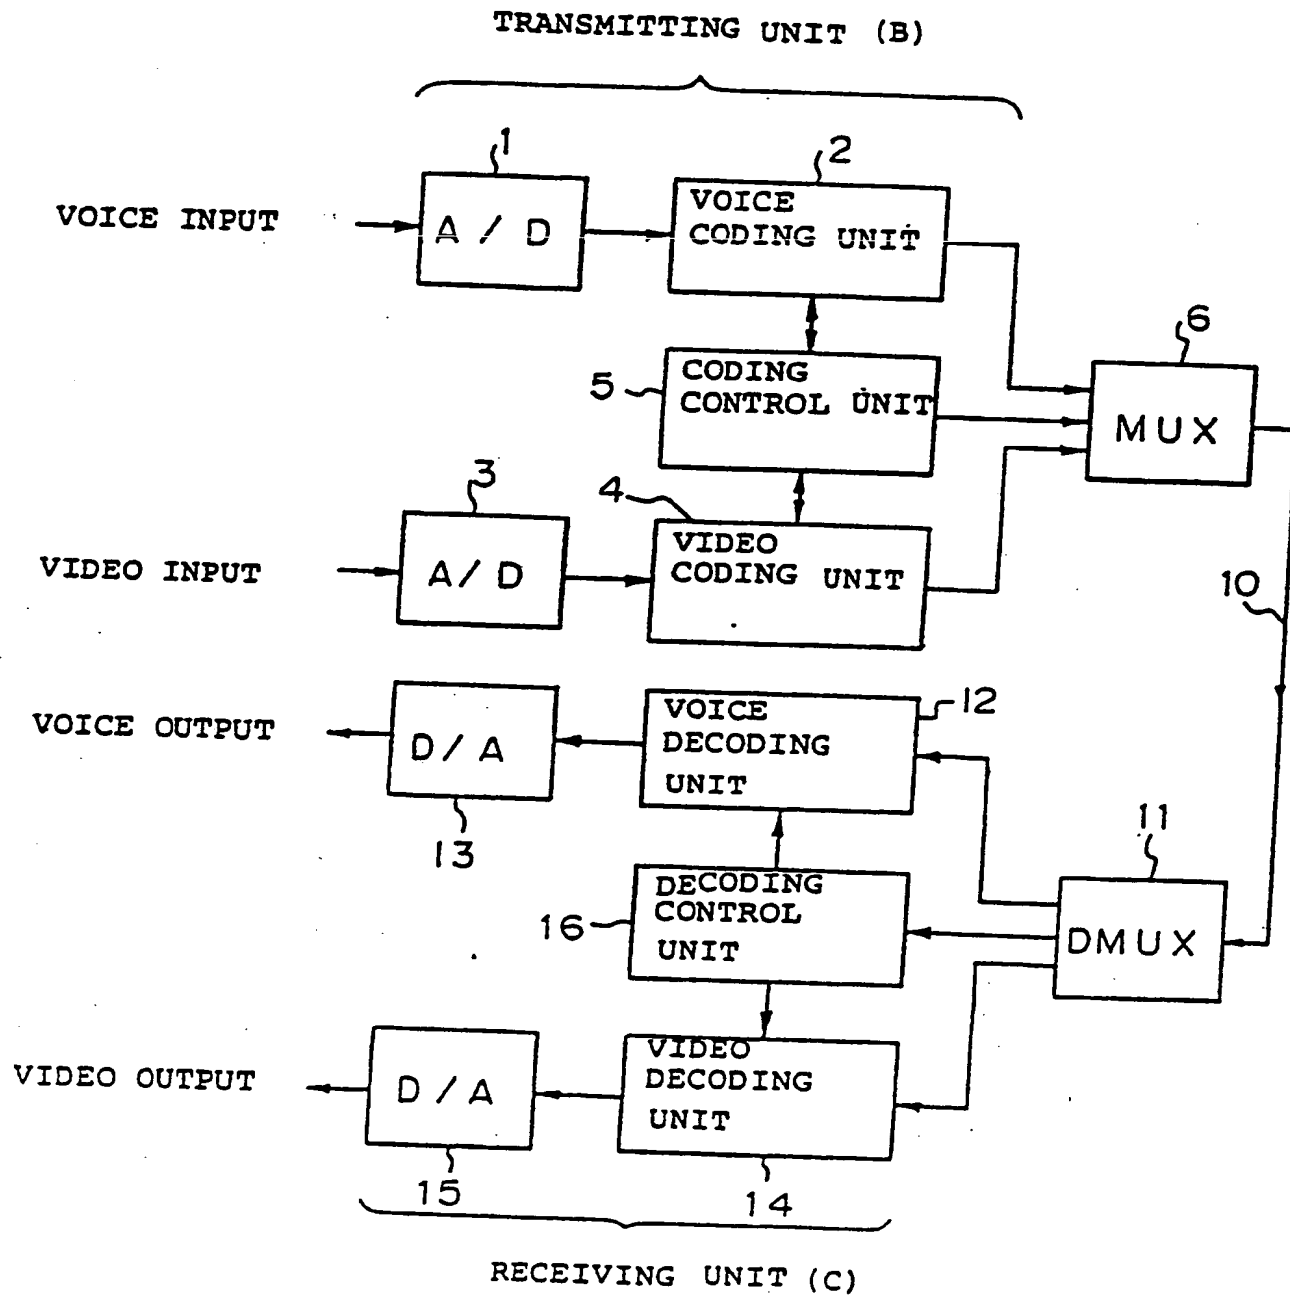 TRANSMITTING UNIT (B)
1
2
VOICE INPUT
A/D
VOICE
CODING UNIT
6
5
CODING
CONTROL UNIT
MUX
3
4
VIDEO INPUT
A/D
VIDEO
CODING UNIT
10
12
VOICE OUTPUT
D/A
VOICE
DECODING
UNIT
13
11
16
DECODING
CONTROL
UNIT
DMUX
VIDEO OUTPUT
D/A
VIDEO
DECODING
UNIT
15
14
RECEIVING UNIT (C)